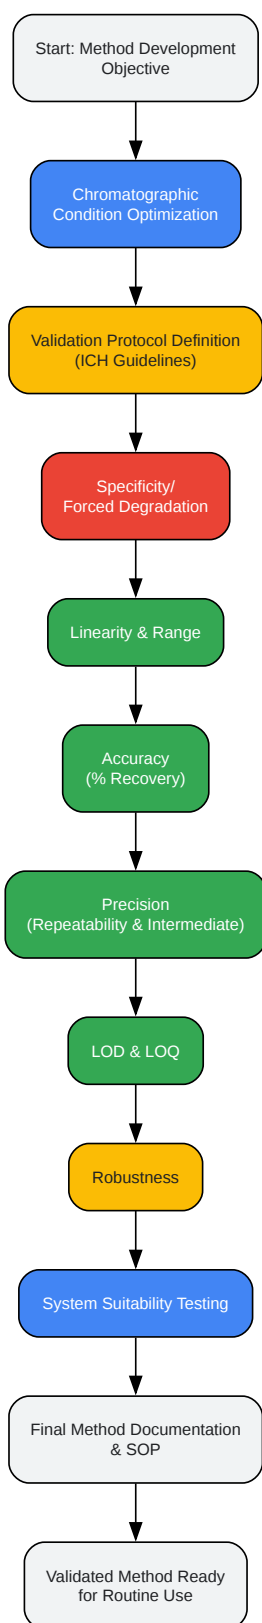 Start: Method Development
Objective
Chromatographic
Condition Optimization
Validation Protocol Definition
(ICH Guidelines)
Specificity/
Forced Degradation
Linearity & Range
Accuracy
(% Recovery)
Precision
(Repeatability & Intermediate)
LOD & LOQ
Robustness
System Suitability Testing
Final Method Documentation
& SOP
Validated Method Ready
for Routine Use